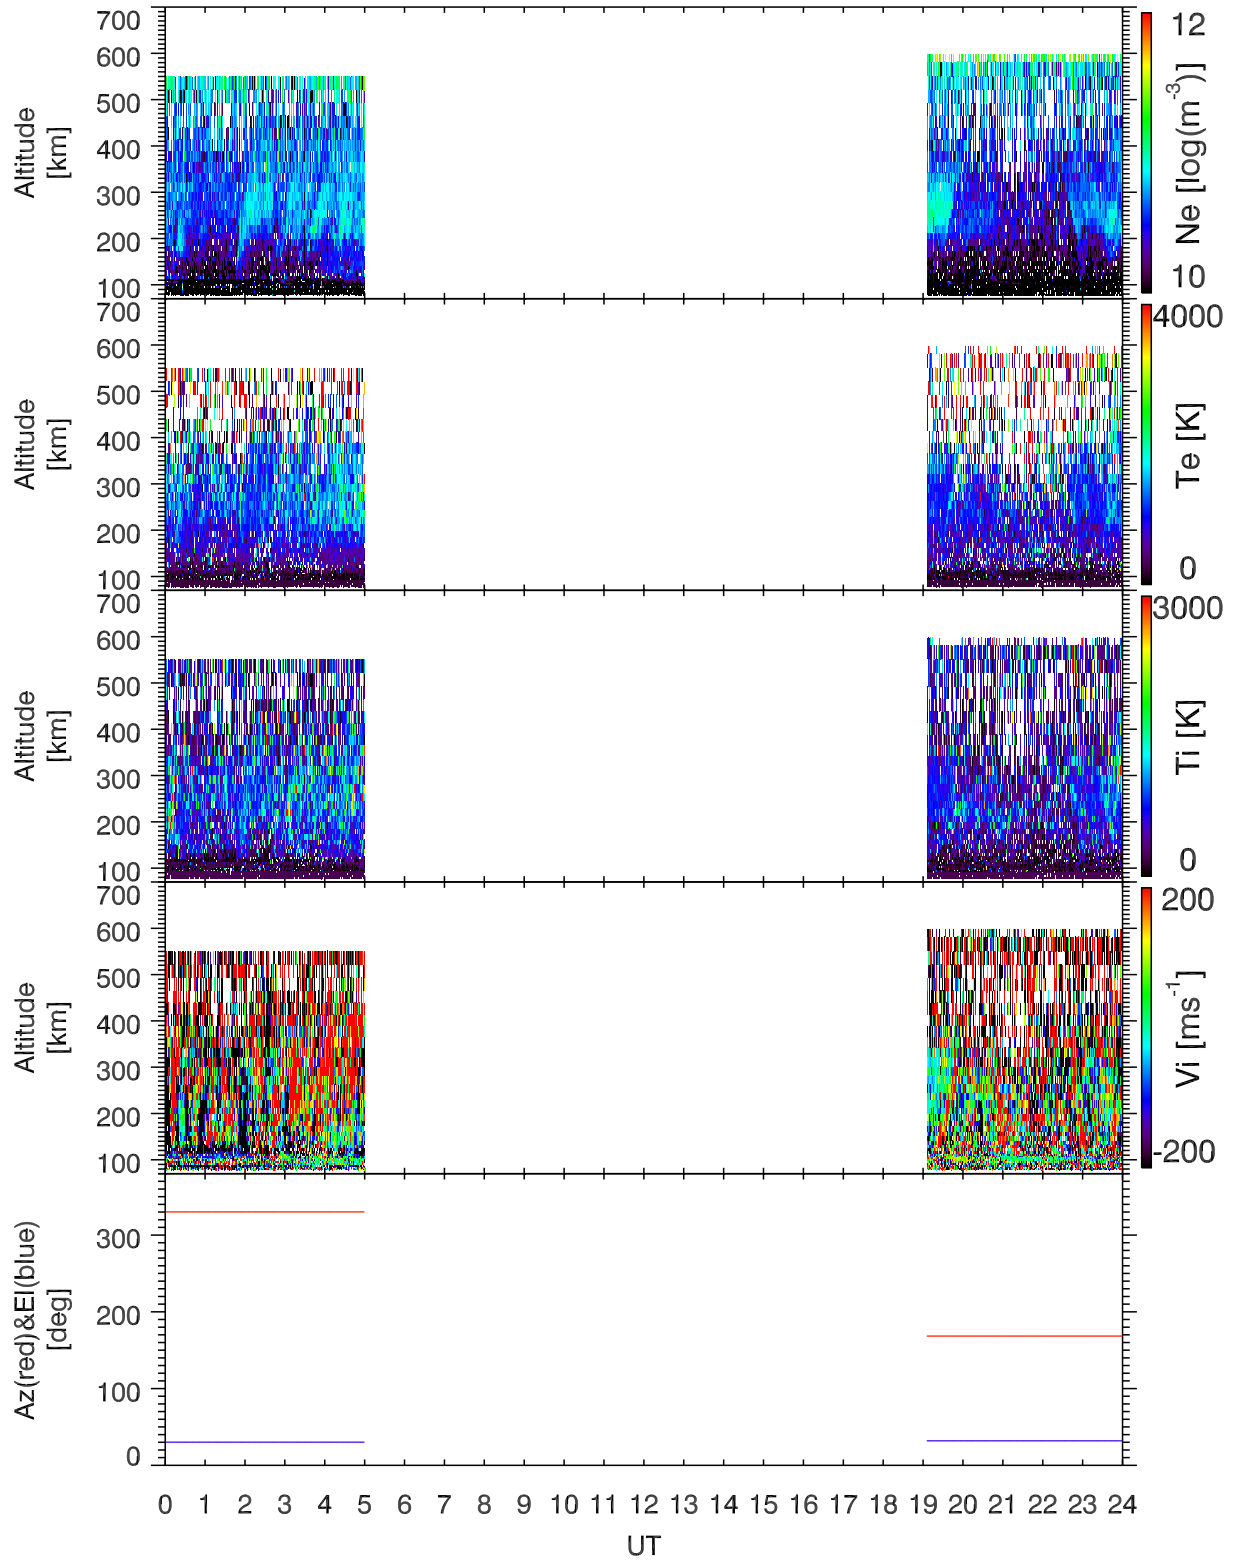 700
600
500
400
300
200
100
Altitude
[km]
12
10
Ne [log(m⁻³)]
700
600
500
400
300
200
100
Altitude
[km]
4000
0
Te [K]
700
600
500
400
300
200
100
Altitude
[km]
3000
0
Ti [K]
700
600
500
400
300
200
100
Altitude
[km]
200
-200
Vi [ms⁻¹]
300
200
100
0
Az(red)&El(blue)
[deg]
0 1 2 3 4 5 6 7 8 9 10 11 12 13 14 15 16 17 18 19 20 21 22 23 24
UT